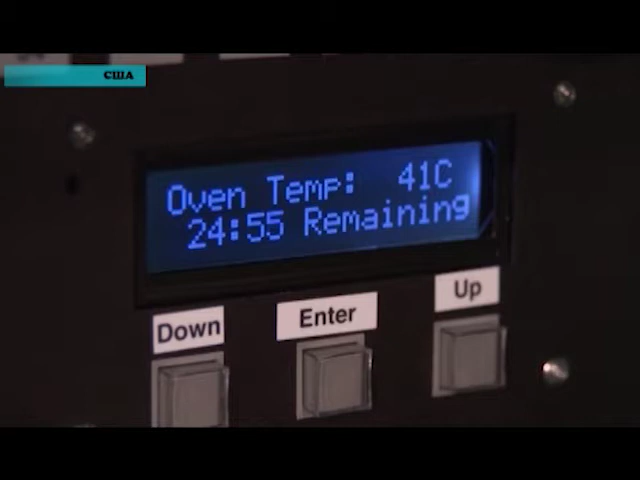 США
Oven Temp: 41C
24:55 Remaining
Down
Enter
Up